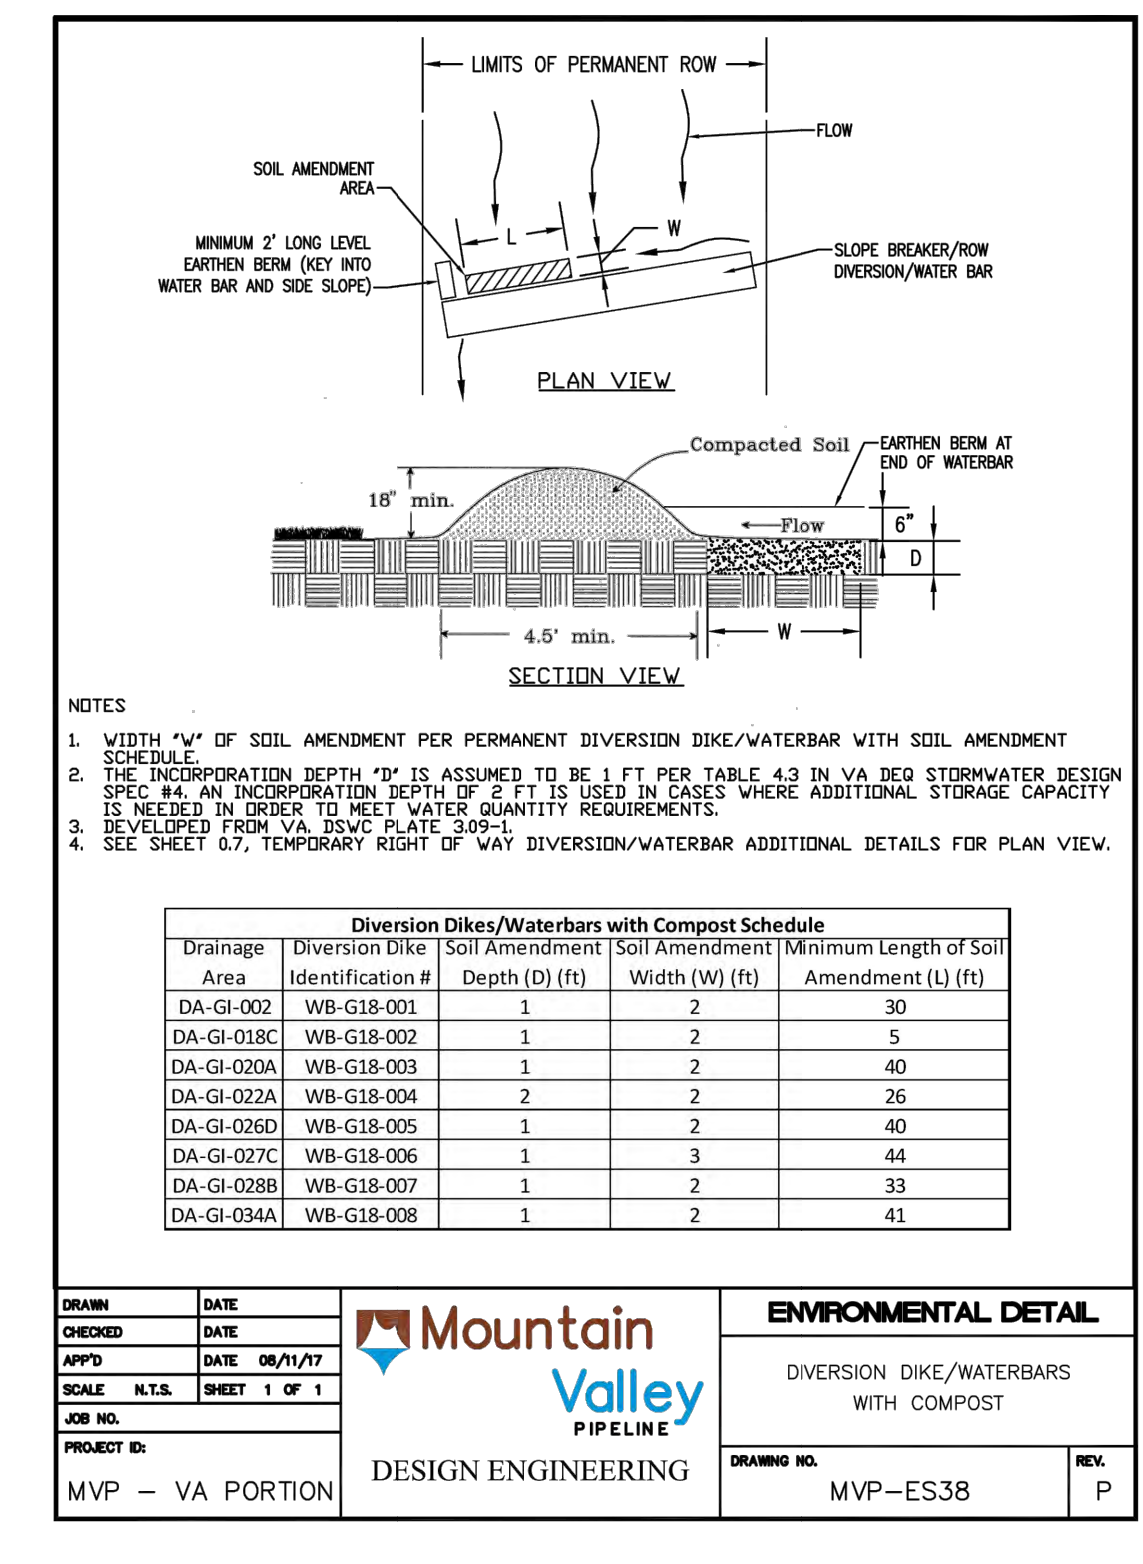 LIMITS OF PERMANENT ROW
FLOW
SOIL AMENDMENT
AREA
L
W
MINIMUM 2' LONG LEVEL
EARTHEN BERM (KEY INTO
WATER BAR AND SIDE SLOPE)
SLOPE BREAKER/ROW
DIVERSION/WATER BAR
PLAN VIEW
Compacted Soil
EARTHEN BERM AT
END OF WATERBAR
18" min.
Flow
6"
D
4.5' min.
W
SECTION VIEW
NOTES
1. WIDTH "W" OF SOIL AMENDMENT PER PERMANENT DIVERSION DIKE/WATERBAR WITH SOIL AMENDMENT
SCHEDULE.
2. THE INCORPORATION DEPTH "D" IS ASSUMED TO BE 1 FT PER TABLE 4.3 IN VA DEQ STORMWATER DESIGN
SPEC #4. AN INCORPORATION DEPTH OF 2 FT IS USED IN CASES WHERE ADDITIONAL STORAGE CAPACITY
IS NEEDED IN ORDER TO MEET WATER QUANTITY REQUIREMENTS.
3. DEVELOPED FROM VA. DSWC PLATE 3.09-1.
4. SEE SHEET 0.7, TEMPORARY RIGHT OF WAY DIVERSION/WATERBAR ADDITIONAL DETAILS FOR PLAN VIEW.
Diversion Dikes/Waterbars with Compost Schedule
Drainage Diversion Dike Soil Amendment Soil Amendment Minimum Length of Soil
Area Identification # Depth (D) (ft) Width (W) (ft) Amendment (L) (ft)
DA-GI-002 WB-G18-001 1 2 30
DA-GI-018C WB-G18-002 1 2 5
DA-GI-020A WB-G18-003 1 2 40
DA-GI-022A WB-G18-004 2 2 26
DA-GI-026D WB-G18-005 1 2 40
DA-GI-027C WB-G18-006 1 3 44
DA-GI-028B WB-G18-007 1 2 33
DA-GI-034A WB-G18-008 1 2 41
DRAWN DATE
CHECKED DATE
APP'D DATE 08/11/17
SCALE N.T.S. SHEET 1 OF 1
JOB NO.
PROJECT ID:
MVP - VA PORTION
Mountain
Valley
PIPELINE
DESIGN ENGINEERING
ENVIRONMENTAL DETAIL
DIVERSION DIKE/WATERBARS
WITH COMPOST
DRAWING NO.
MVP-ES38
REV.
P